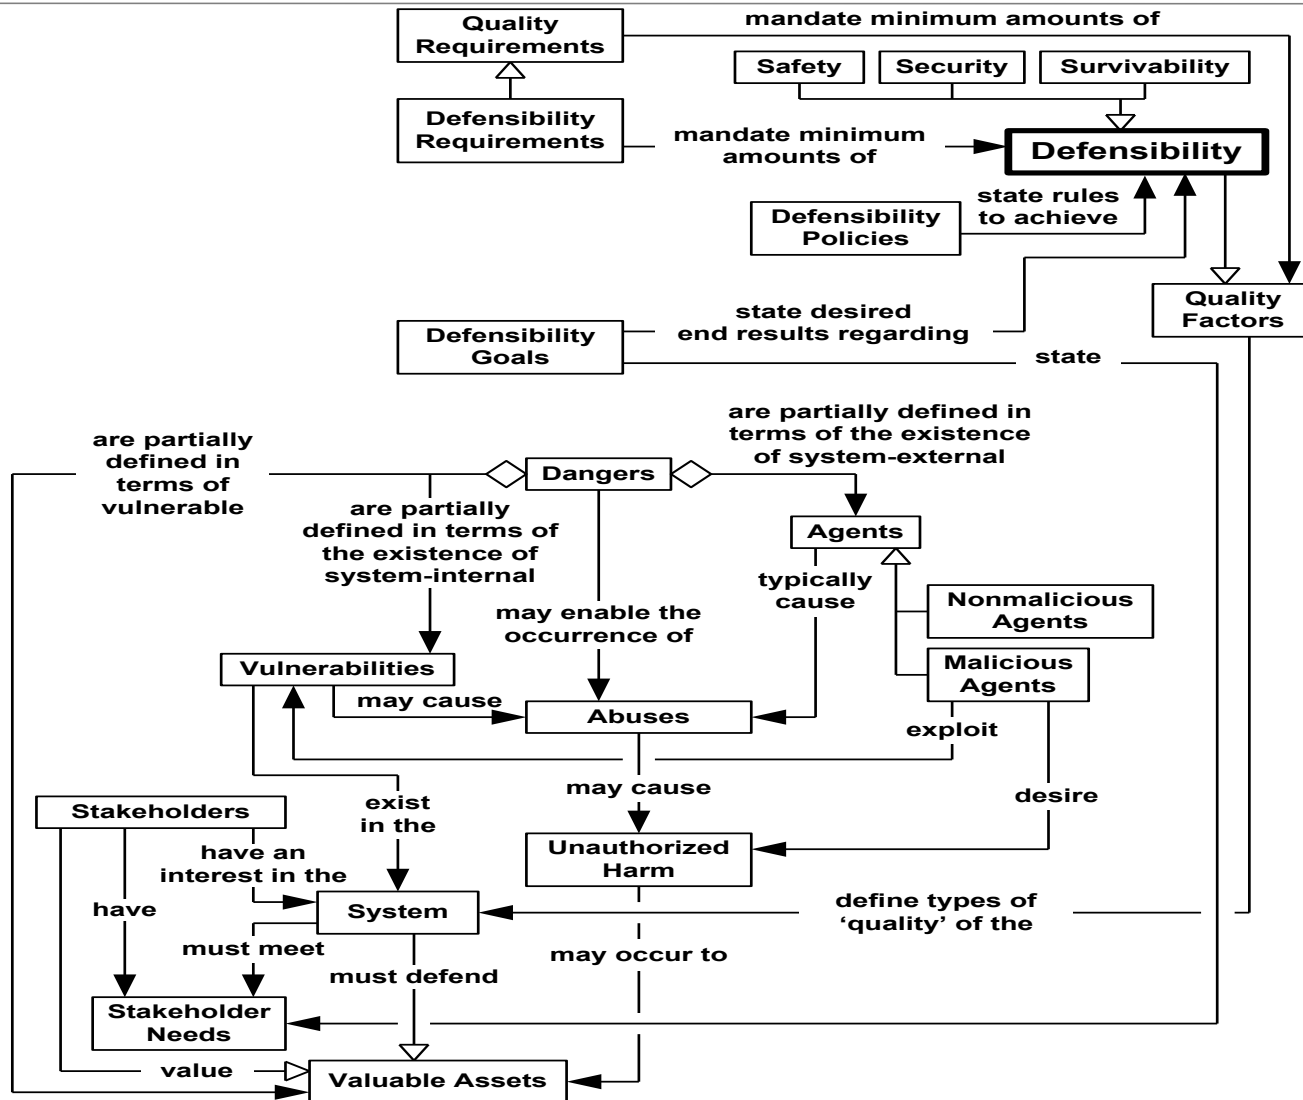 Quality
Requirements
mandate minimum amounts of
Safety
Security
Survivability
Defensibility
Requirements
mandate minimum
amounts of
Defensibility
Defensibility
Policies
state rules
to achieve
Quality
Factors
Defensibility
Goals
state desired
end results regarding
state
are partially
defined in
terms of
vulnerable
Dangers
are partially defined in
terms of the existence
of system-external
are partially
defined in terms of
the existence of
system-internal
Agents
typically
cause
Nonmalicious
Agents
may enable the
occurrence of
Vulnerabilities
Malicious
Agents
may cause
Abuses
exploit
may cause
desire
Stakeholders
exist
in the
have an
interest in the
Unauthorized
Harm
have
System
define types of
‘quality’ of the
must meet
must defend
may occur to
Stakeholder
Needs
value
Valuable Assets